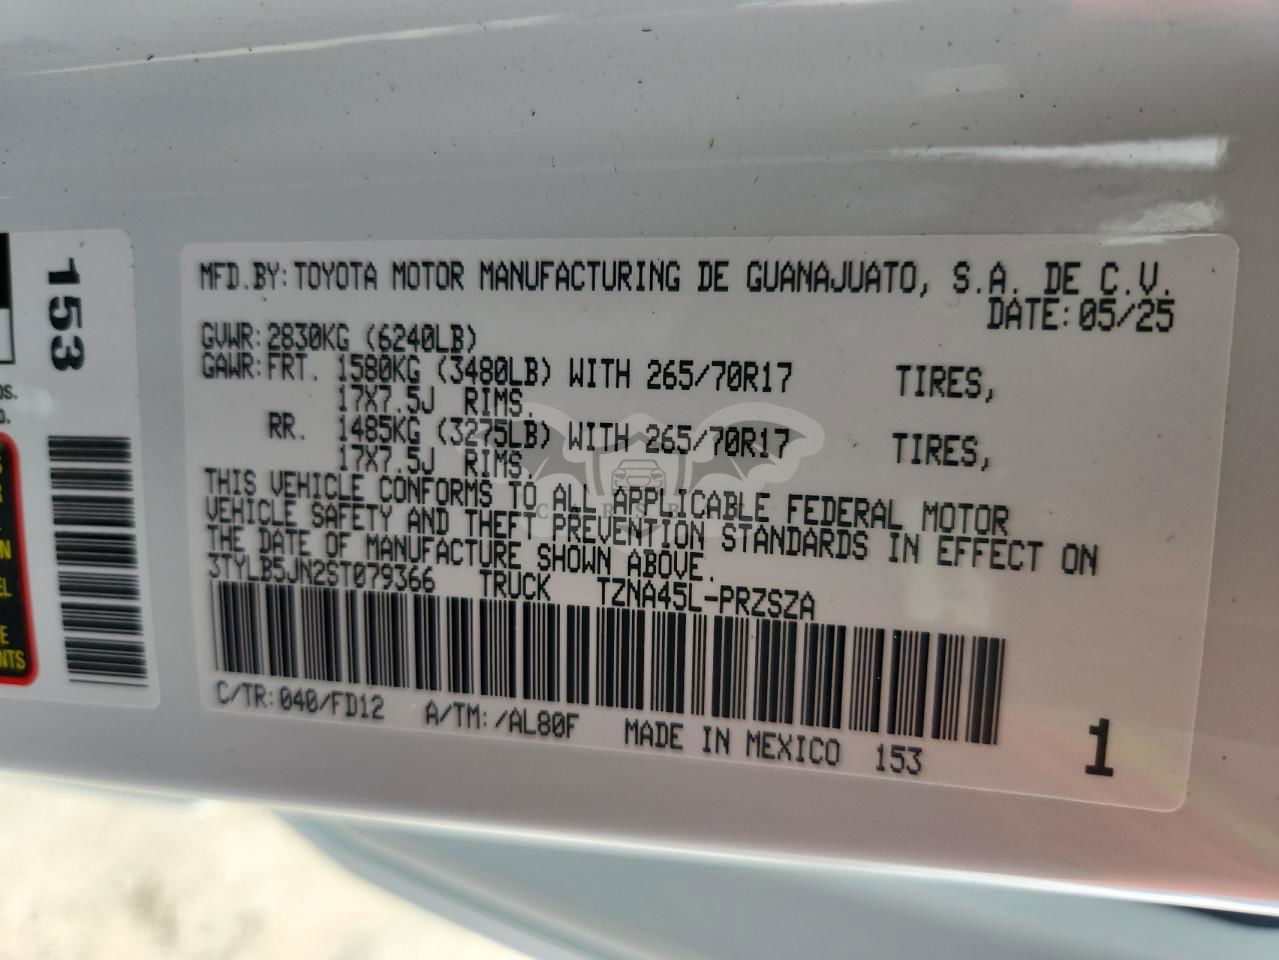 MFD.BY: TOYOTA MOTOR MANUFACTURING DE GUANAJUATO, S.A. DE C.V.
DATE: 05/25
GVWR: 2830KG (6240LB)
GAWR: FRT. 1580KG (3480LB) WITH 265/70R17 TIRES,
17X7.5J RIMS.
RR. 1485KG (3275LB) WITH 265/70R17 TIRES,
17X7.5J RIMS.
THIS VEHICLE CONFORMS TO ALL APPLICABLE FEDERAL MOTOR
VEHICLE SAFETY AND THEFT PREVENTION STANDARDS IN EFFECT ON
THE DATE OF MANUFACTURE SHOWN ABOVE.
3TYLB5JN2ST079366 TRUCK TZNA45L-PRZSZA
C/TR: 040/FD12 A/TM: /AL80F MADE IN MEXICO 153
1
153